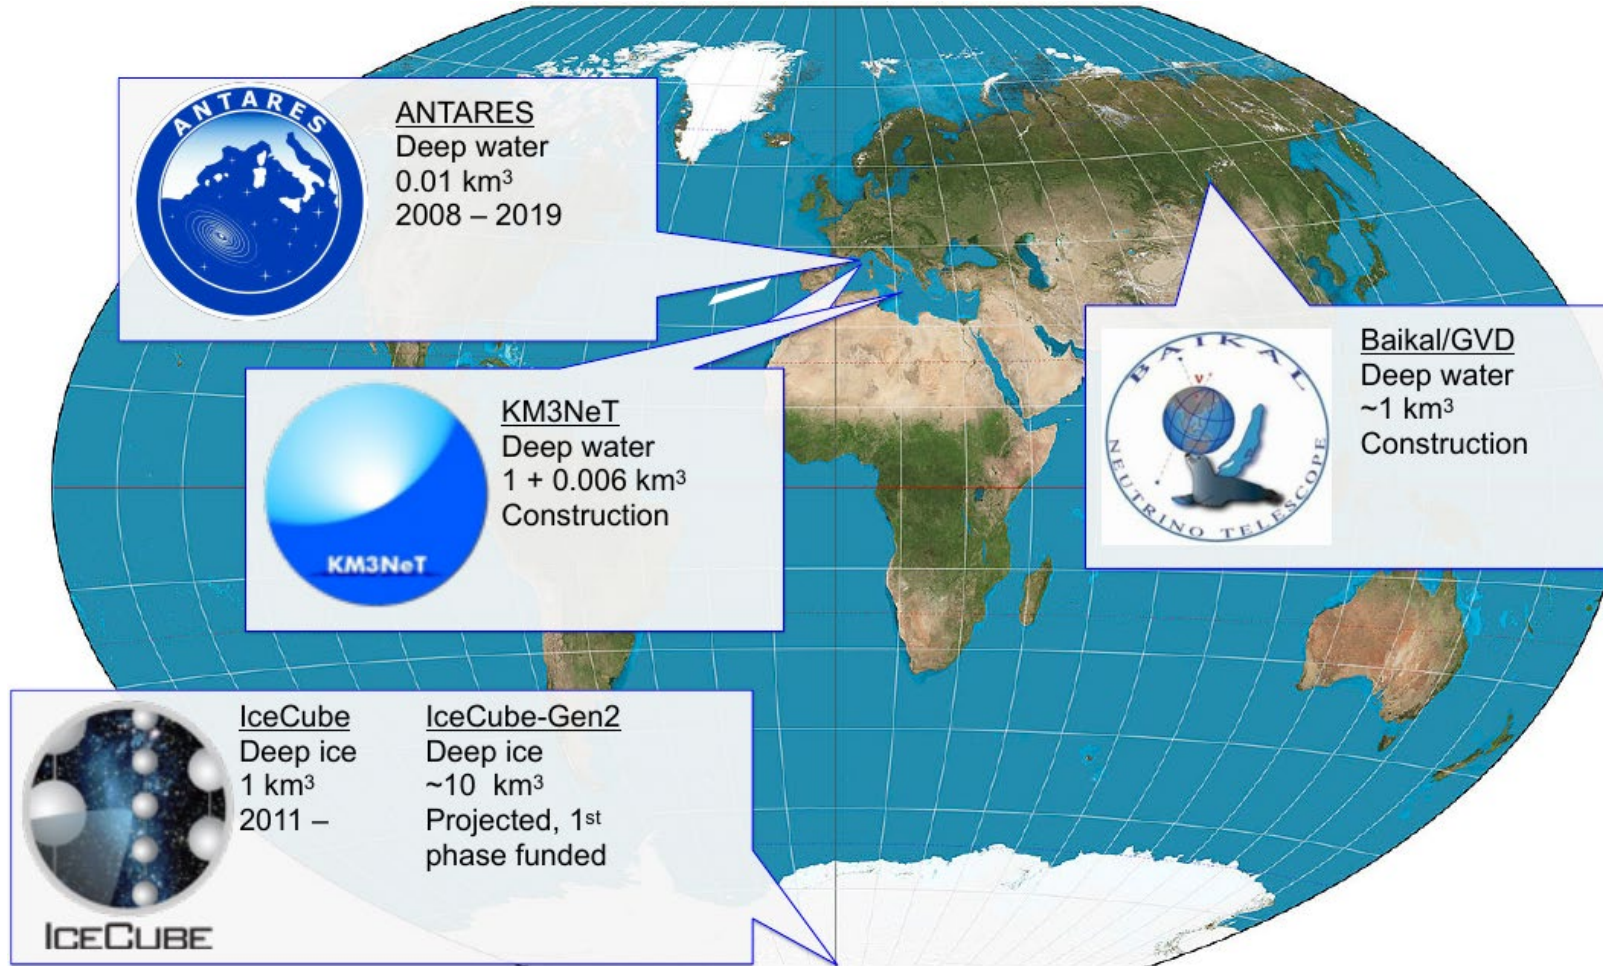 ANTARES
ANTARES
Deep water
0.01 km³
2008 – 2019
KM3NeT
KM3NeT
Deep water
1 + 0.006 km³
Construction
BAIKAL
ν
NEUTRINO TELESCOPE
Baikal/GVD
Deep water
~1 km³
Construction
ICECUBE
IceCube
Deep ice
1 km³
2011 –
IceCube-Gen2
Deep ice
~10 km³
Projected, 1st
phase funded